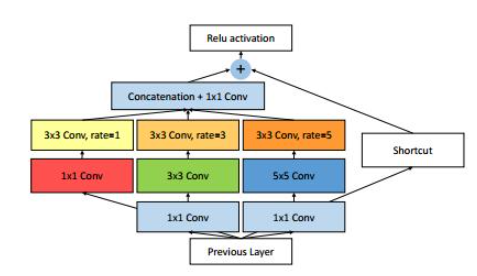 Relu activation
+
Concatenation + 1x1 Conv
3x3 Conv, rate=1
3x3 Conv, rate=3
3x3 Conv, rate=5
Shortcut
1x1 Conv
3x3 Conv
5x5 Conv
1x1 Conv
1x1 Conv
Previous Layer